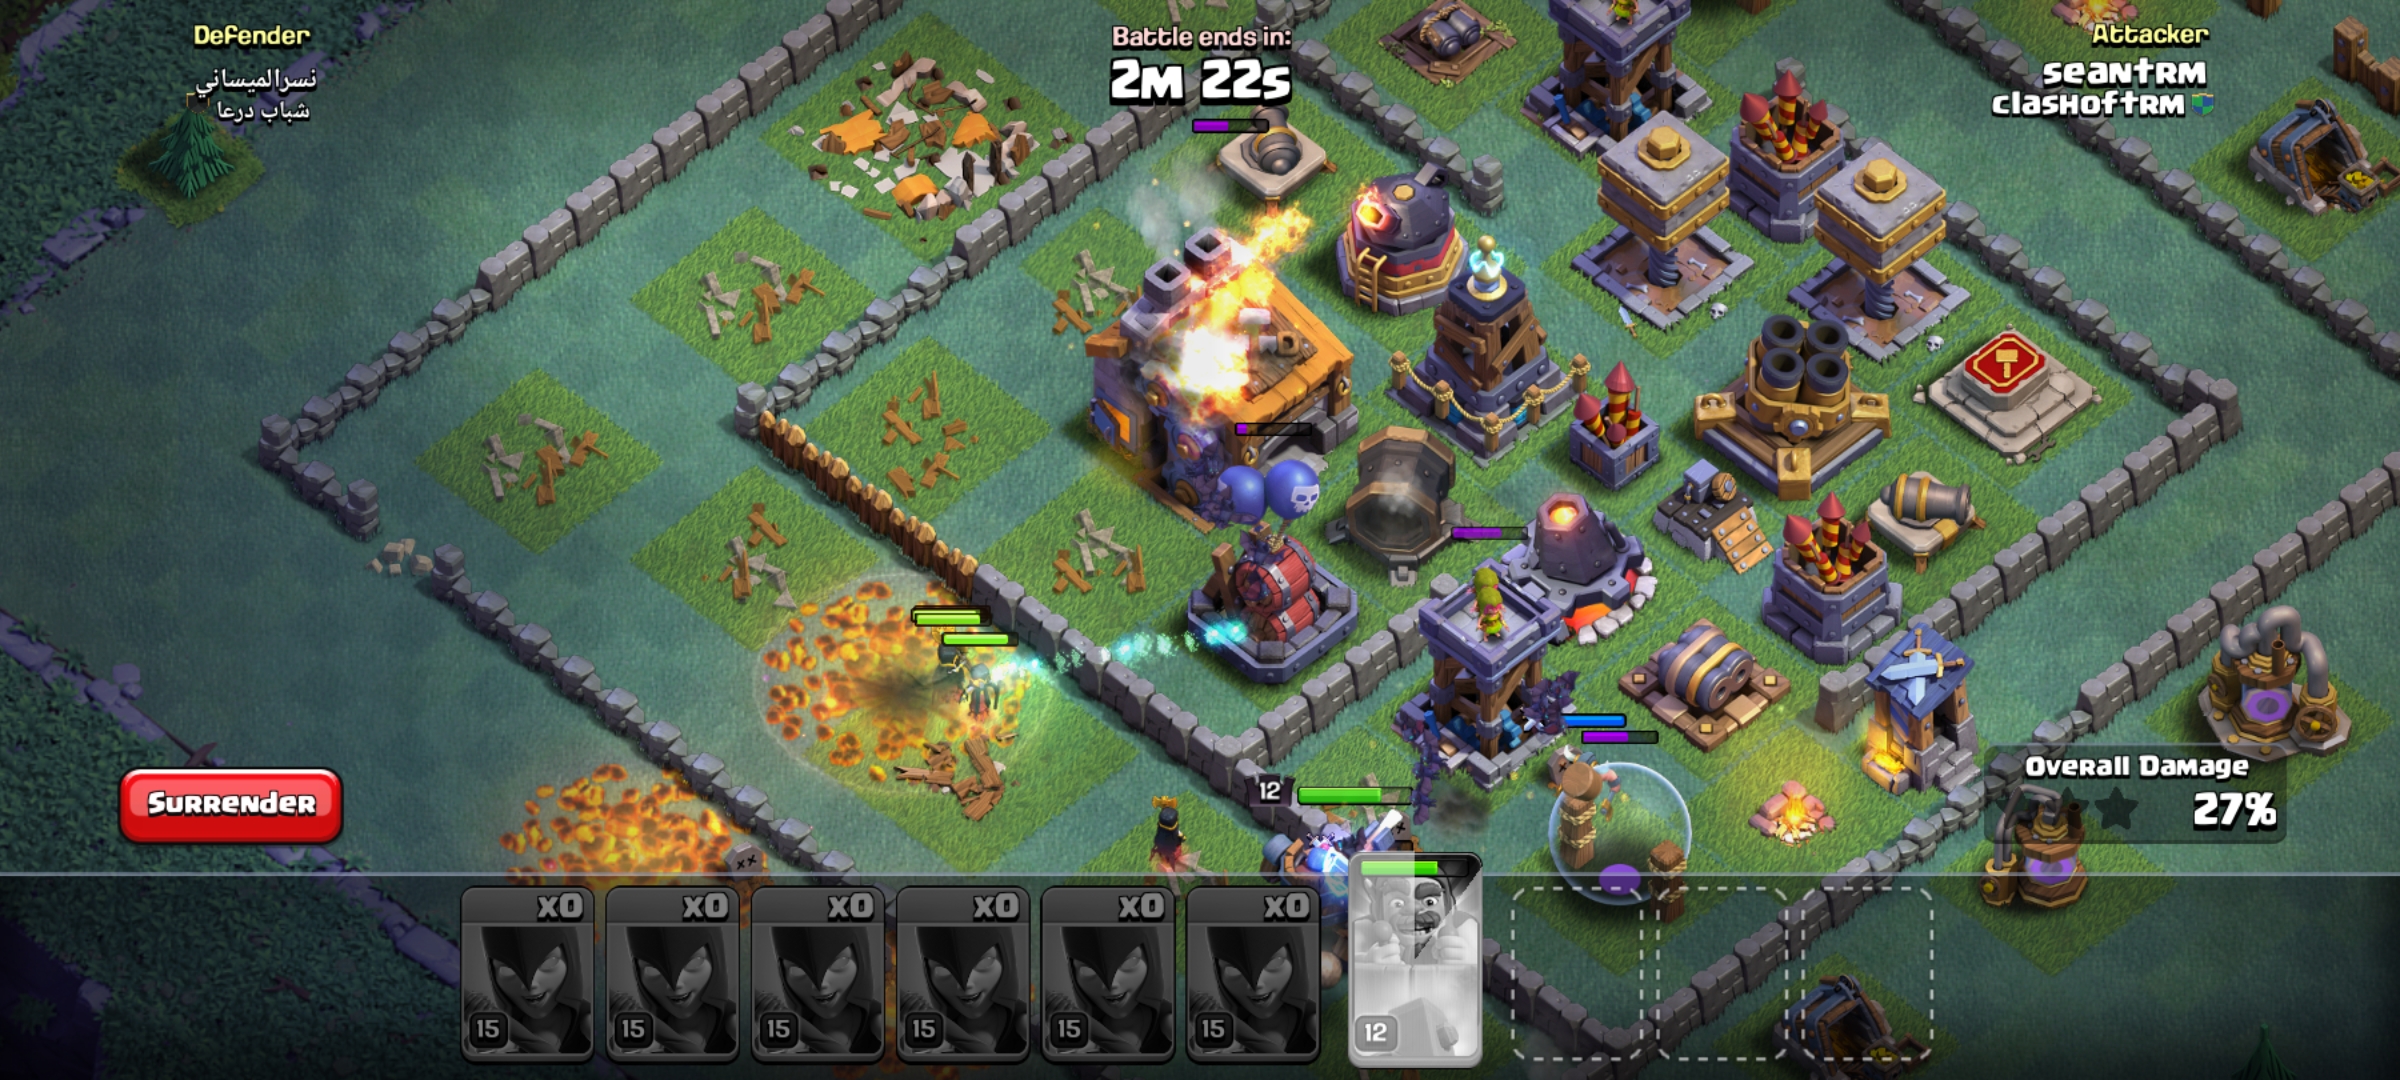 Defender
نسرالميساني
شباب درعا
Battle ends in:
2M 22s
Attacker
seantRM
clashoftRM
Surrender
12
Overall Damage
27%
x0
x0
x0
x0
x0
x0
15
15
15
15
15
15
12